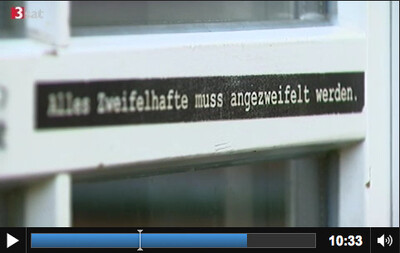 3sat
Alles Zweifelhafte muss angezweifelt werden.
10:33